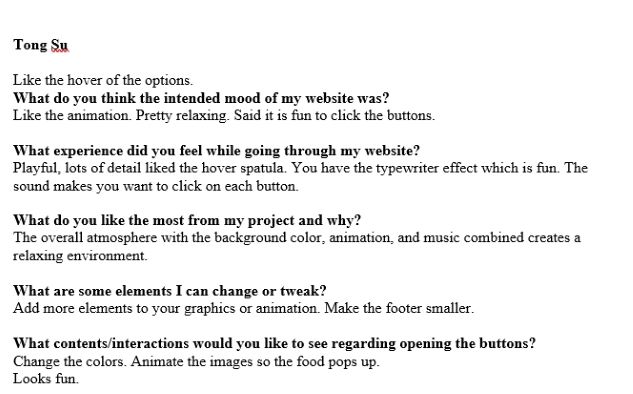 Tong Su
Like the hover of the options.
What do you think the intended mood of my website was?
Like the animation. Pretty relaxing. Said it is fun to click the buttons.
What experience did you feel while going through my website?
Playful, lots of detail liked the hover spatula. You have the typewriter effect which is fun. The
sound makes you want to click on each button.
What do you like the most from my project and why?
The overall atmosphere with the background color, animation, and music combined creates a
relaxing environment.
What are some elements I can change or tweak?
Add more elements to your graphics or animation. Make the footer smaller.
What contents/interactions would you like to see regarding opening the buttons?
Change the colors. Animate the images so the food pops up.
Looks fun.